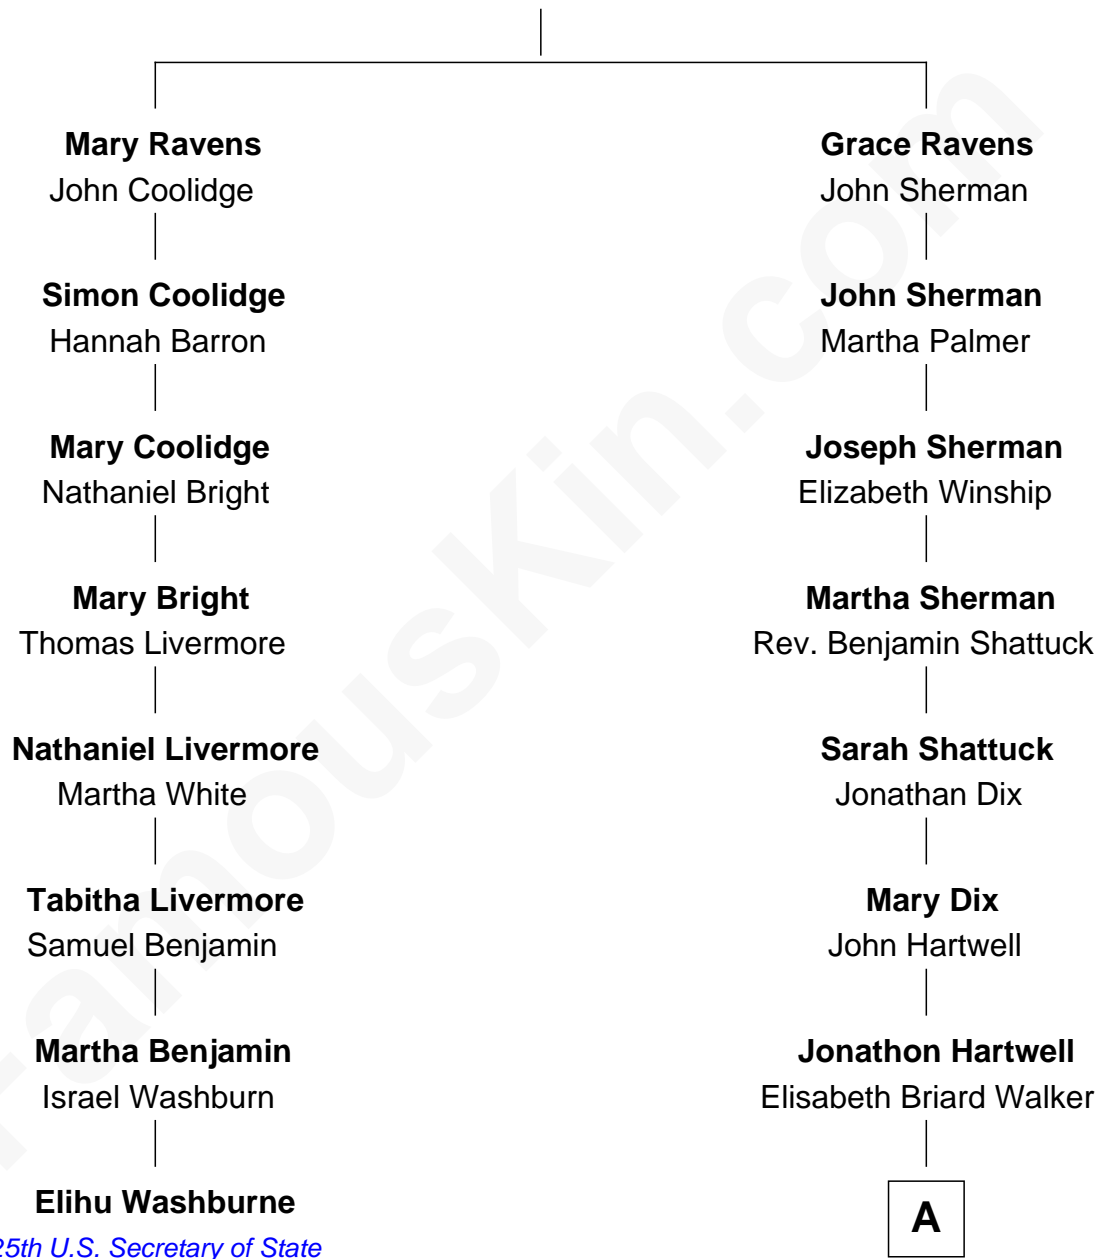 Mary Ravens
John Coolidge
Grace Ravens
John Sherman
Simon Coolidge
Hannah Barron
John Sherman
Martha Palmer
Mary Coolidge
Nathaniel Bright
Joseph Sherman
Elizabeth Winship
Mary Bright
Thomas Livermore
Martha Sherman
Rev. Benjamin Shattuck
Nathaniel Livermore
Martha White
Sarah Shattuck
Jonathan Dix
Tabitha Livermore
Samuel Benjamin
Mary Dix
John Hartwell
Martha Benjamin
Israel Washburn
Jonathon Hartwell
Elisabeth Briard Walker
Elihu Washburne
25th U.S. Secretary of State
A
FamousKin.com